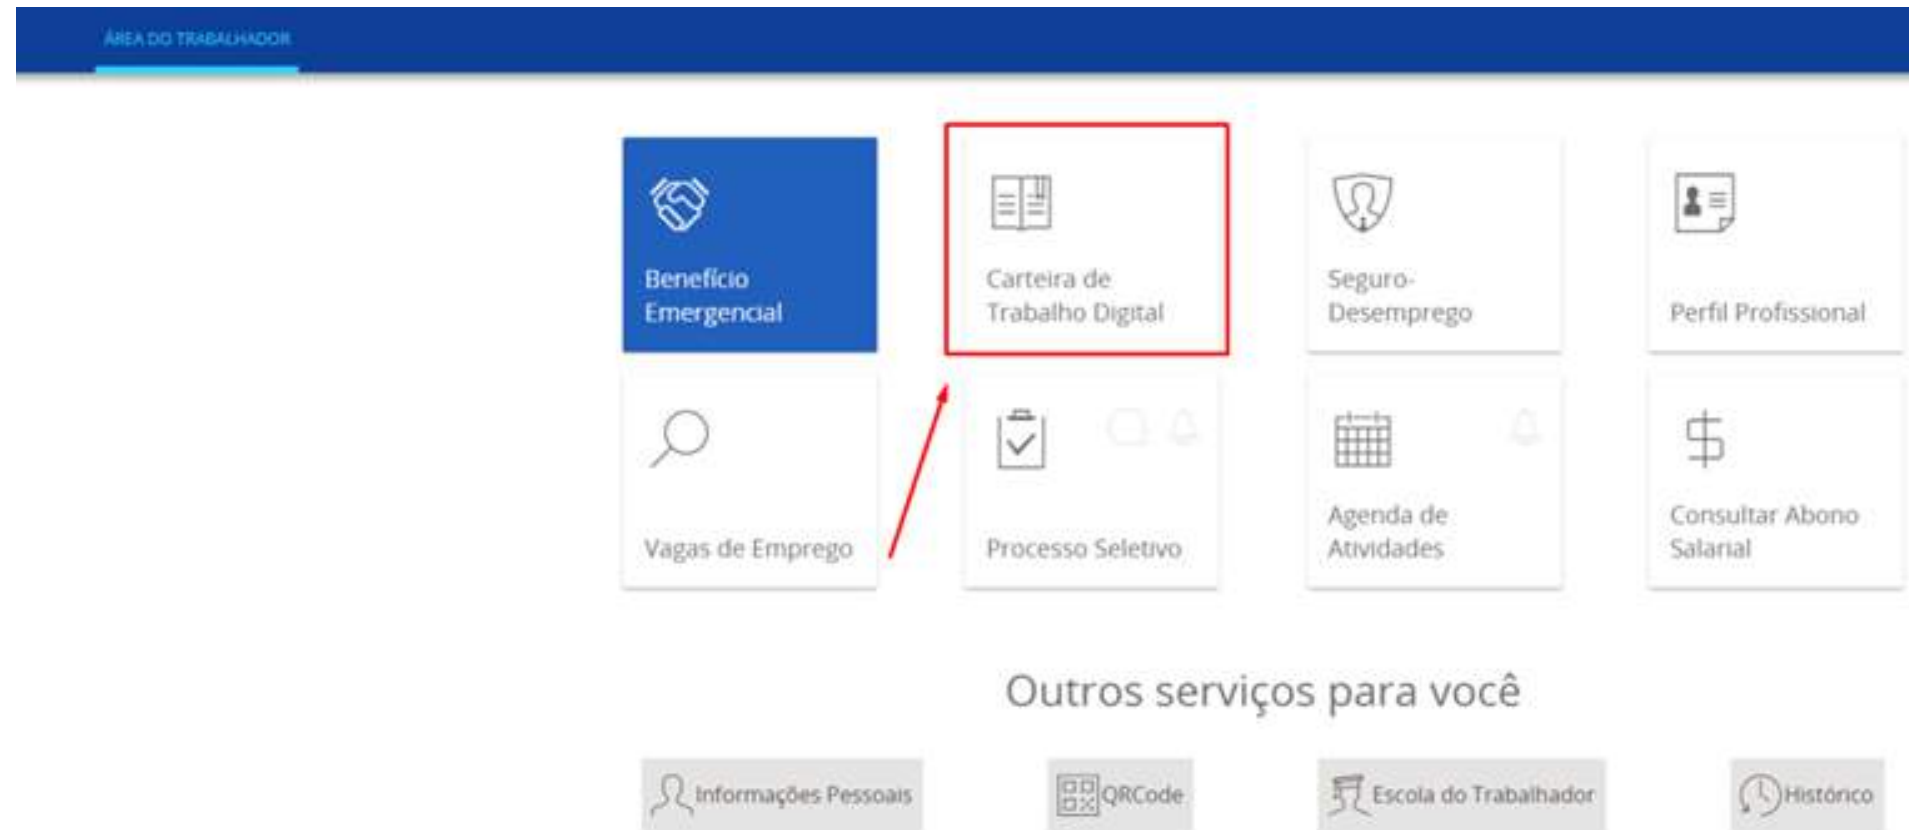 ÁREA DO TRABALHADOR
Benefício
Emergencial
Carteira de
Trabalho Digital
Seguro-
Desemprego
Perfil Profissional
Vagas de Emprego
Processo Seletivo
Agenda de
Atividades
Consultar Abono
Salarial
Outros serviços para você
Informações Pessoais
QRCode
Escola do Trabalhador
Histórico